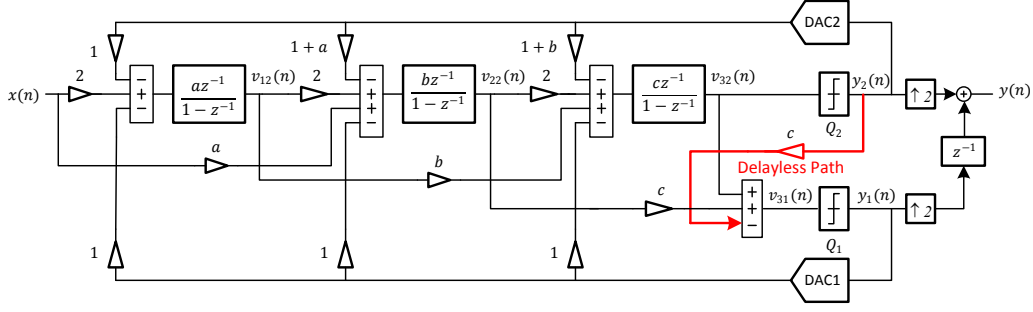 DAC2
1
1 + a
1 + b
x(n)
2
−
−
+
az⁻¹
1 − z⁻¹
v₁₂(n)
2
−
+
+
−
bz⁻¹
1 − z⁻¹
v₂₂(n)
2
−
+
+
−
cz⁻¹
1 − z⁻¹
v₃₂(n)
Q₂
y₂(n)
↑ 2
+
y(n)
c
Delayless Path
z⁻¹
a
b
c
+
+
−
v₃₁(n)
Q₁
y₁(n)
↑ 2
1
1
1
DAC1